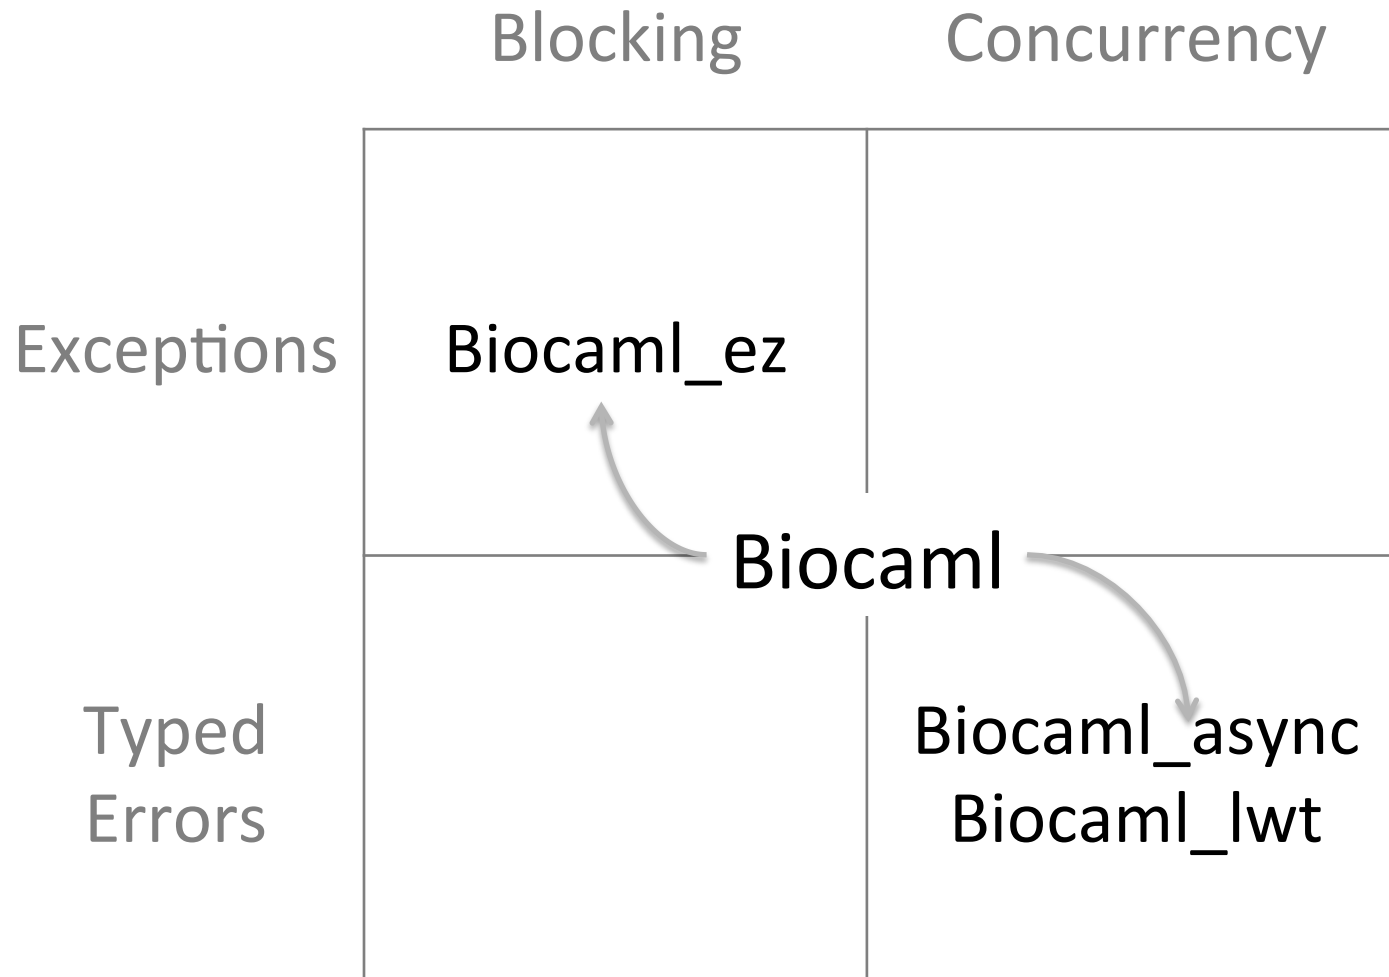 Blocking Concurrency
Exceptions Biocaml_ez
Biocaml
Typed Biocaml_async
Errors Biocaml_lwt